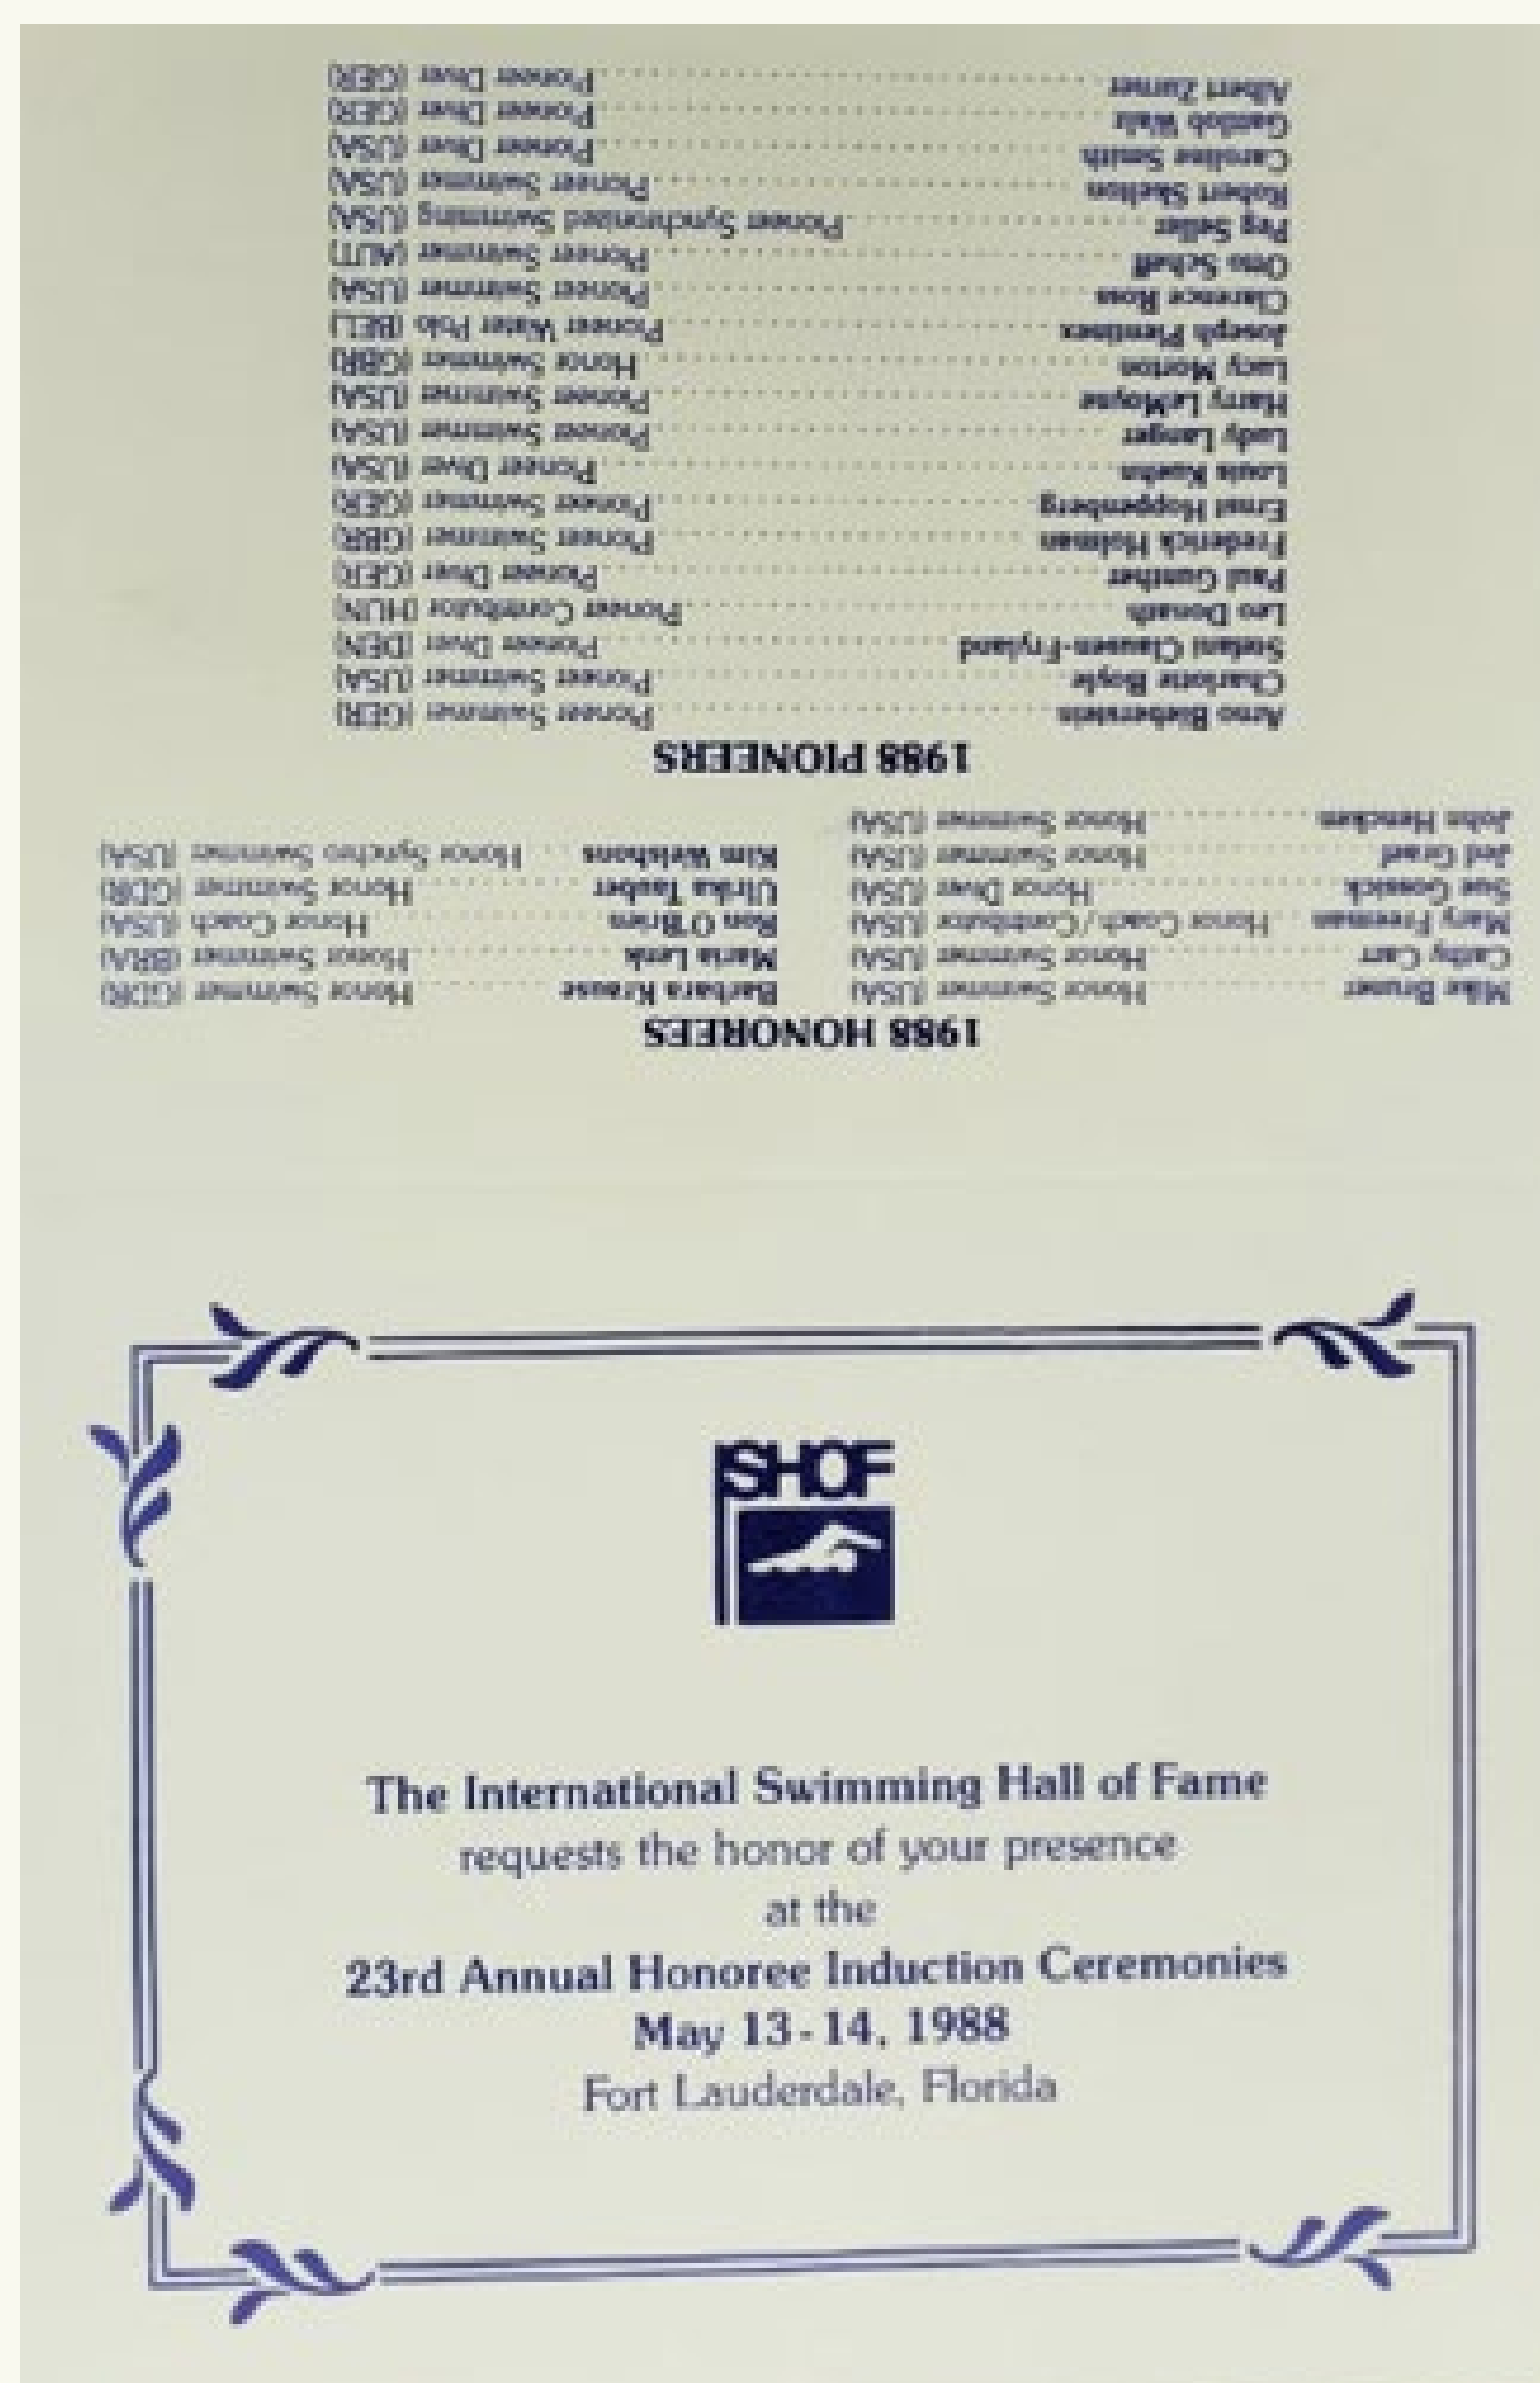 ISHOF
The International Swimming Hall of Fame
requests the honor of your presence
at the
23rd Annual Honoree Induction Ceremonies
May 13-14, 1988
Fort Lauderdale, Florida
1988 HONOREES
Mike Bruner Honor Swimmer (USA)
Cathy Carr Honor Swimmer (USA)
Mary Freeman Honor Coach/Contributor (USA)
Sue Gossick Honor Diver (USA)
Jed Graef Honor Swimmer (USA)
John Hencken Honor Swimmer (USA)
Barbara Krause Honor Swimmer (GDR)
Maria Lenk Honor Swimmer (BRA)
Ron O'Brien Honor Coach (USA)
Ulrika Tauber Honor Swimmer (GDR)
Kim Welshons Honor Synchro Swimmer (USA)
1988 PIONEERS
Arno Bieberstein Pioneer Swimmer (GER)
Charlotte Boyle Pioneer Swimmer (USA)
Stefani Clausen-Fryland Pioneer Diver (DEN)
Leo Donath Pioneer Contributor (HUN)
Paul Gunther Pioneer Diver (GER)
Frederick Holman Pioneer Swimmer (GBR)
Ernst Hoppenberg Pioneer Swimmer (GER)
Louis Kuehn Pioneer Diver (USA)
Ludy Langer Pioneer Swimmer (USA)
Harry LeMoyne Pioneer Swimmer (USA)
Lucy Morton Honor Swimmer (GBR)
Joseph Pioneer Water Polo (BEL)
Clarence Ross Pioneer Swimmer (USA)
Otto Scheff Pioneer Swimmer (AUT)
Peg Seller Pioneer Synchronized Swimming (USA)
Robert Skelton Pioneer Swimmer (USA)
Caroline Smith Pioneer Diver (USA)
Gottlob Walz Pioneer Diver (GER)
Albert Zurner Pioneer Diver (GER)